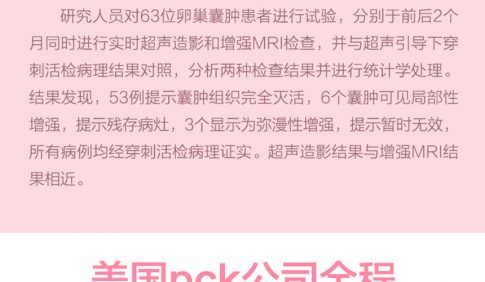 研究人员对63位卵巢囊肿患者进行试验，分别于前后2个
月同时进行实时超声造影和增强MRI检查，并与超声引导下穿
刺活检病理结果对照，分析两种检查结果并进行统计学处理。
结果发现，53例提示囊肿组织完全灭活，6个囊肿可见局部性
增强，提示残存病灶，3个显示为弥漫性增强，提示暂时无效，
所有病例均经穿刺活检病理证实。超声造影结果与增强MRI结
果相近。
美国pck公司全程